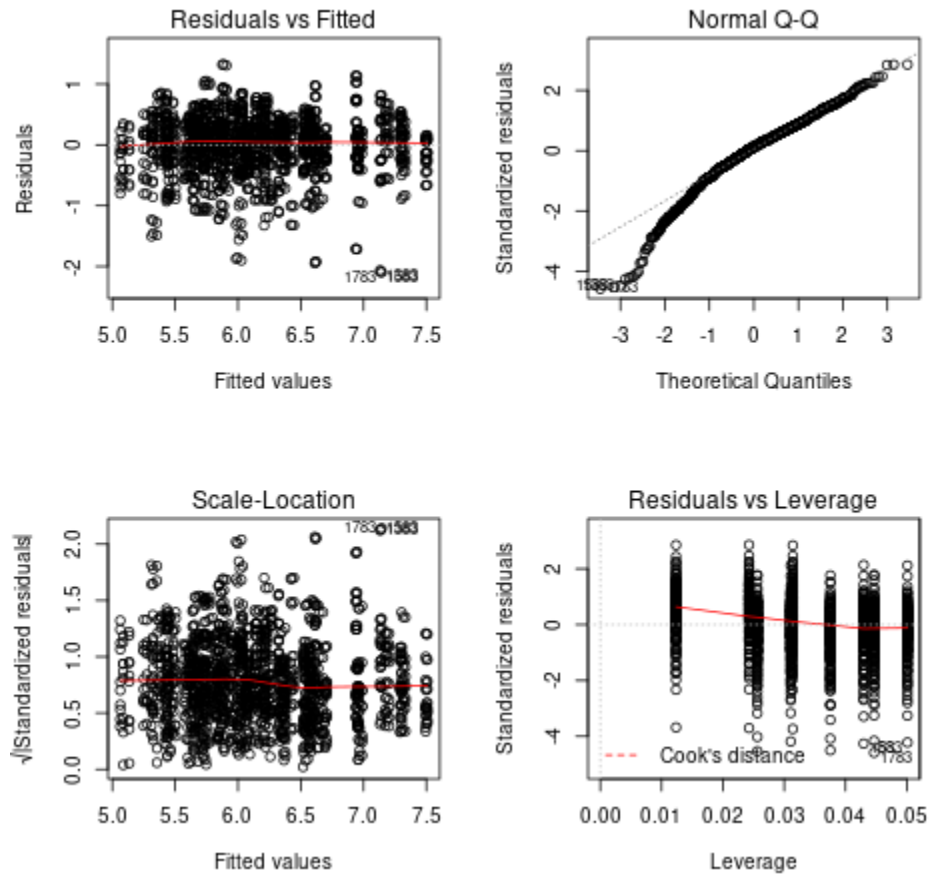 Residuals vs Fitted
Residuals
1
0
-1
-2
1783
5.0 5.5 6.0 6.5 7.0 7.5
Fitted values
Normal Q-Q
Standardized residuals
2
0
-2
-4
1783
-3 -2 -1 0 1 2 3
Theoretical Quantiles
Scale-Location
√|Standardized residuals|
2.0
1.5
1.0
0.5
0.0
1783
5.0 5.5 6.0 6.5 7.0 7.5
Fitted values
Residuals vs Leverage
Standardized residuals
2
0
-2
-4
Cook's distance
1783
0.00 0.01 0.02 0.03 0.04 0.05
Leverage